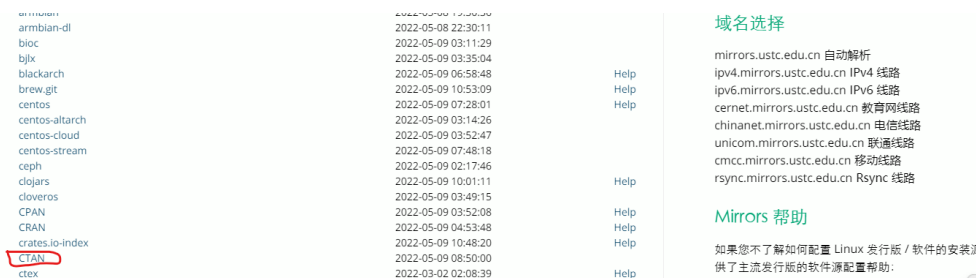 armbian 2022-05-08 19:50:50
armbian-dl 2022-05-08 22:30:11
bioc 2022-05-09 03:11:29
bjlx 2022-05-09 03:35:04
blackarch 2022-05-09 06:58:48 Help
brew.git 2022-05-09 10:53:09 Help
centos 2022-05-09 07:28:01 Help
centos-altarch 2022-05-09 03:14:26
centos-cloud 2022-05-09 03:52:47
centos-stream 2022-05-09 07:48:18
ceph 2022-05-09 02:17:46
clojars 2022-05-09 10:01:11 Help
cloveros 2022-05-09 03:49:15
CPAN 2022-05-09 03:52:08 Help
CRAN 2022-05-09 04:53:48 Help
crates.io-index 2022-05-09 10:48:20 Help
CTAN 2022-05-09 08:50:00
ctex 2022-03-02 02:08:39 Help
域名选择
mirrors.ustc.edu.cn 自动解析
ipv4.mirrors.ustc.edu.cn IPv4 线路
ipv6.mirrors.ustc.edu.cn IPv6 线路
cernet.mirrors.ustc.edu.cn 教育网线路
chinanet.mirrors.ustc.edu.cn 电信线路
unicom.mirrors.ustc.edu.cn 联通线路
cmcc.mirrors.ustc.edu.cn 移动线路
rsync.mirrors.ustc.edu.cn Rsync 线路
Mirrors 帮助
如果您不了解如何配置 Linux 发行版 / 软件的安装源
供了主流发行版的软件源配置帮助: